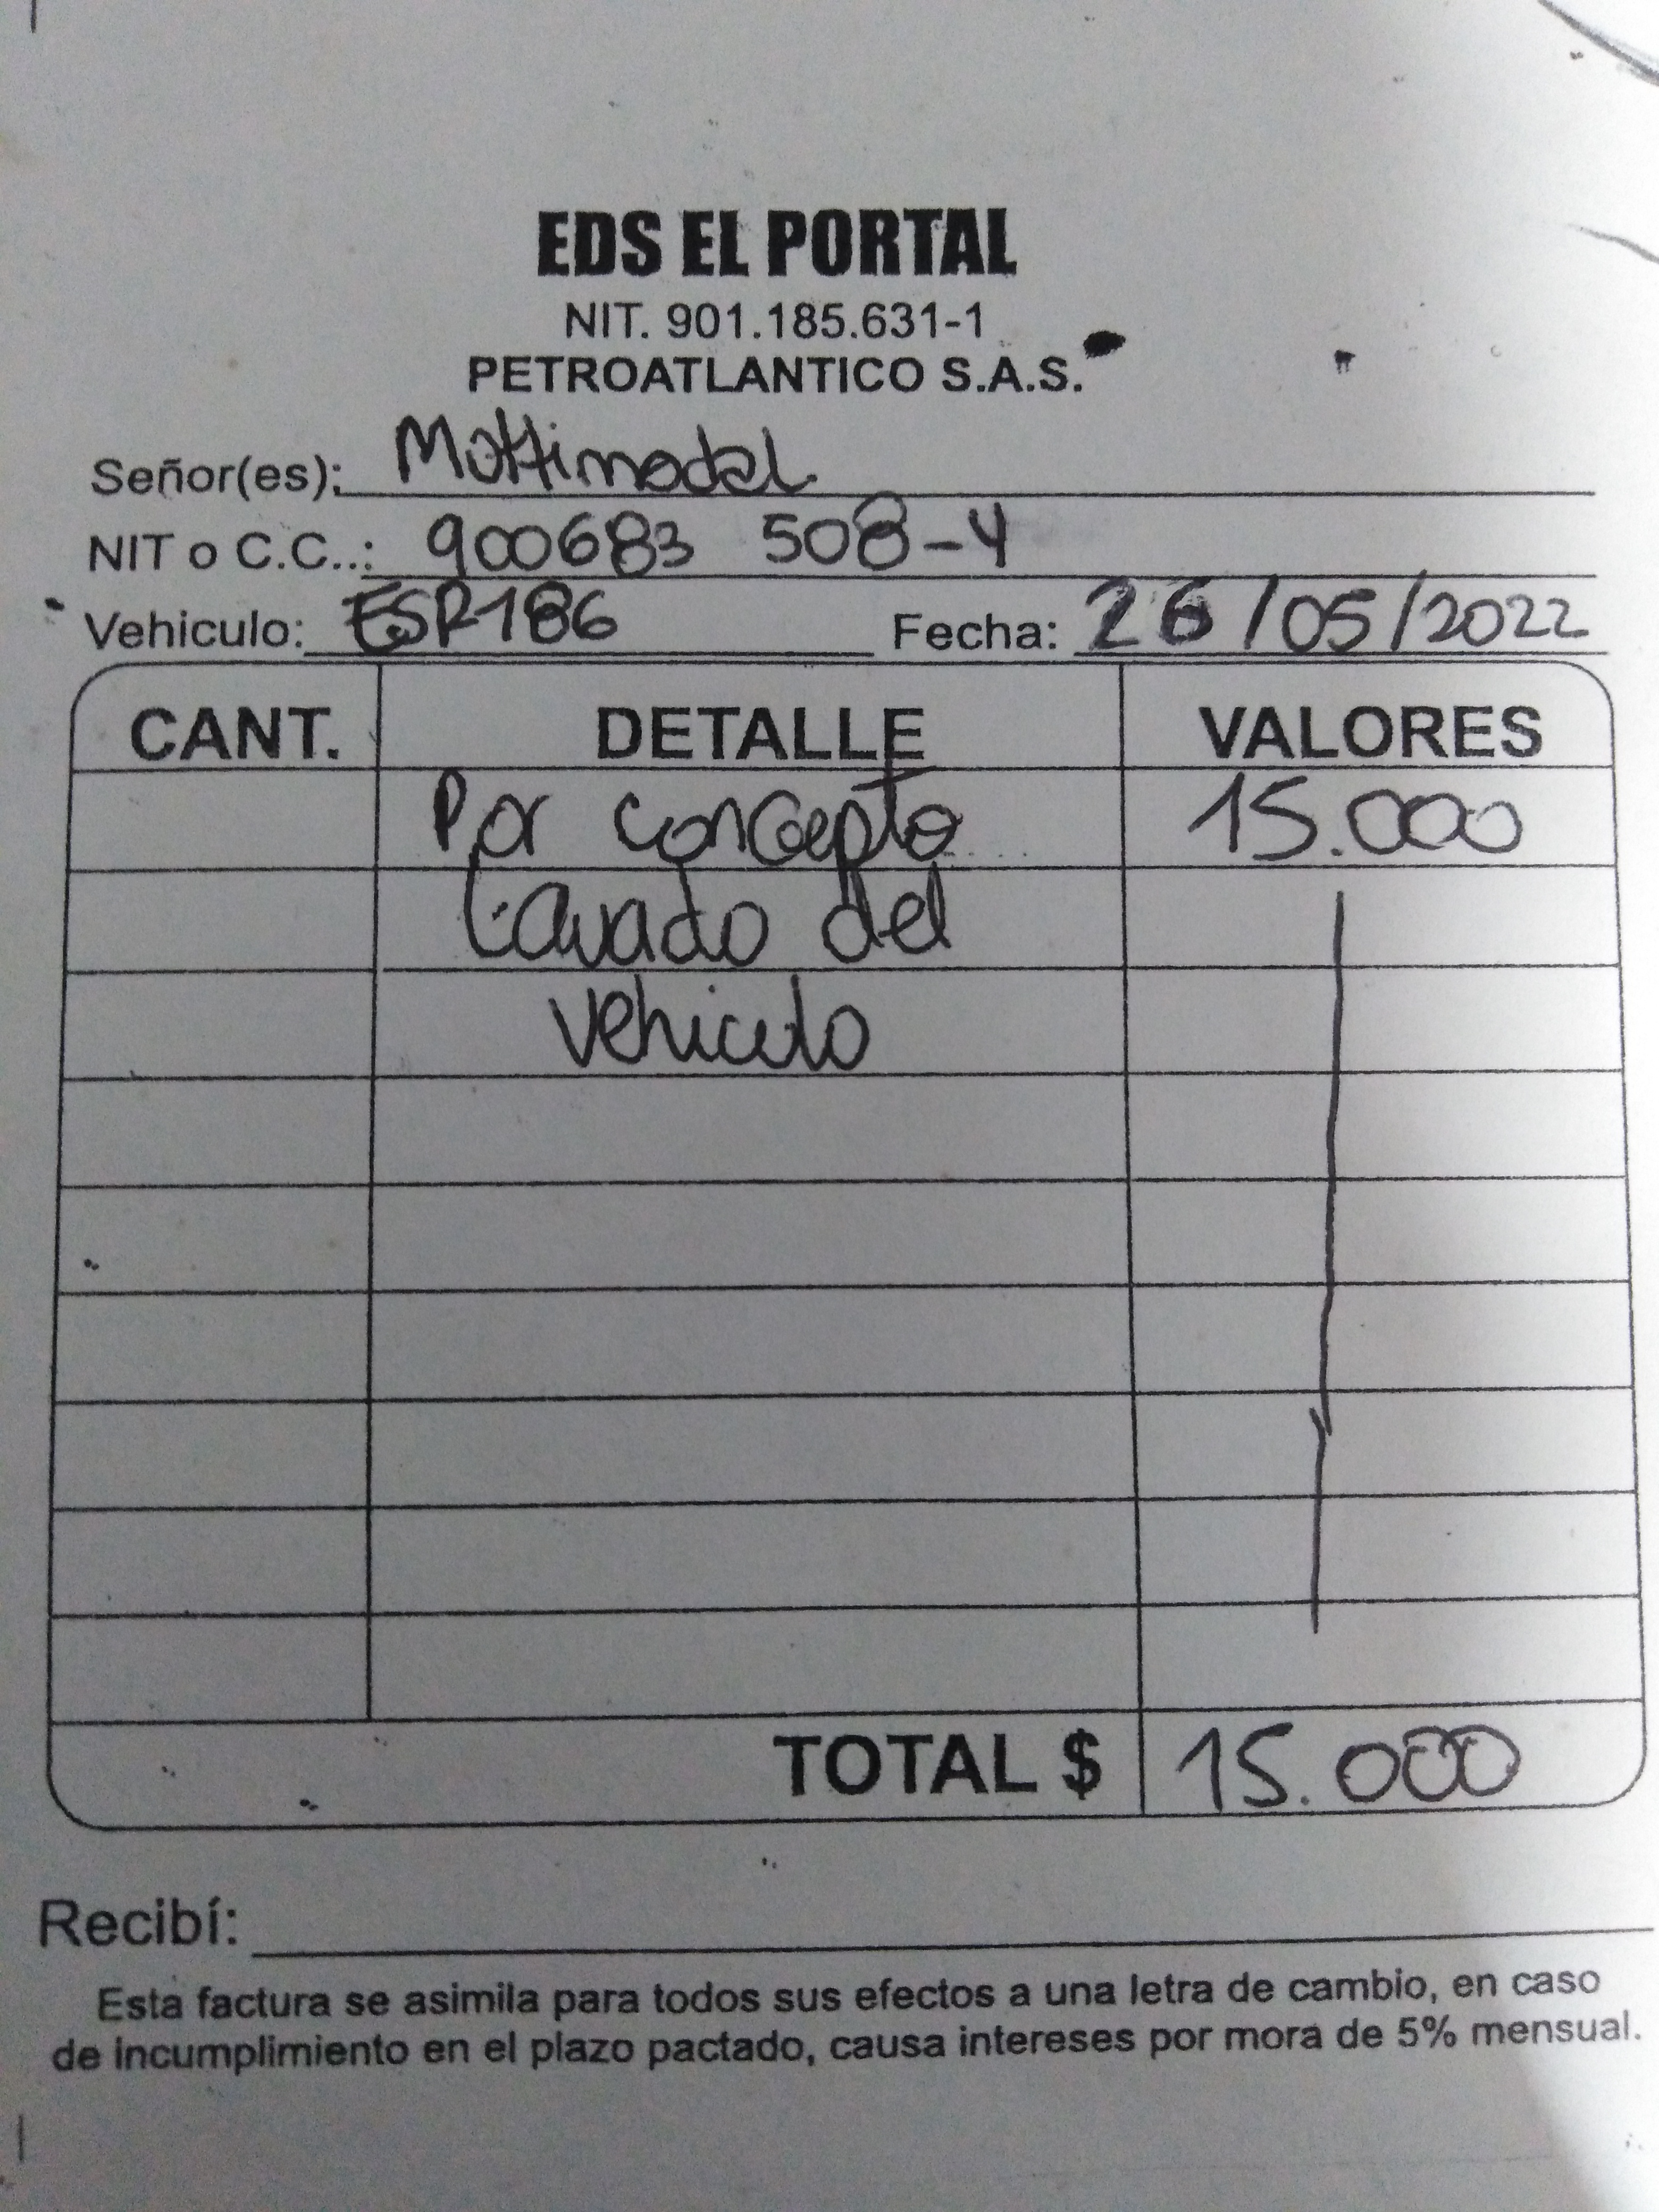 EDS EL PORTAL
NIT. 901.185.631-1
PETROATLANTICO S.A.S.
Señor(es): Multimodal
NIT o C.C..: 900683 508-4
Vehiculo: ESR186 Fecha: 26/05/2022
CANT. DETALLE VALORES
Por concepto 15.000
Lavado del
vehiculo
TOTAL $ 15.000
Recibí:
Esta factura se asimila para todos sus efectos a una letra de cambio, en caso
de incumplimiento en el plazo pactado, causa intereses por mora de 5% mensual.